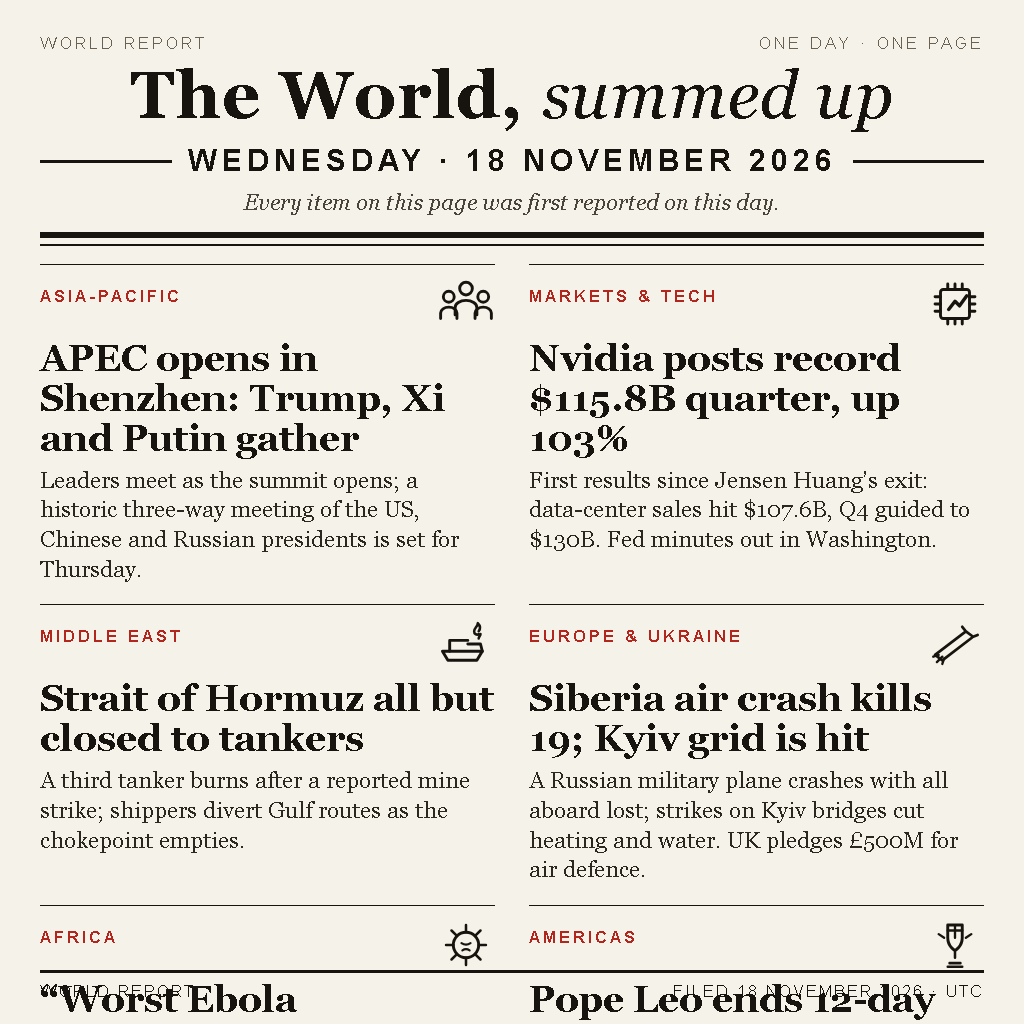 WORLD REPORT
ONE DAY · ONE PAGE
The World, summed up
WEDNESDAY · 18 NOVEMBER 2026
Every item on this page was first reported on this day.
ASIA-PACIFIC
APEC opens in
Shenzhen: Trump, Xi
and Putin gather
Leaders meet as the summit opens; a
historic three-way meeting of the US,
Chinese and Russian presidents is set for
Thursday.
MARKETS & TECH
Nvidia posts record
$115.8B quarter, up
103%
First results since Jensen Huang’s exit:
data-center sales hit $107.6B, Q4 guided to
$130B. Fed minutes out in Washington.
MIDDLE EAST
Strait of Hormuz all but
closed to tankers
A third tanker burns after a reported mine
strike; shippers divert Gulf routes as the
chokepoint empties.
EUROPE & UKRAINE
Siberia air crash kills
19; Kyiv grid is hit
A Russian military plane crashes with all
aboard lost; strikes on Kyiv bridges cut
heating and water. UK pledges £500M for
air defence.
AFRICA
“Worst Ebola
AMERICAS
Pope Leo ends 12-day
WORLD REPORT
FILED 18 NOVEMBER 2026 · UTC